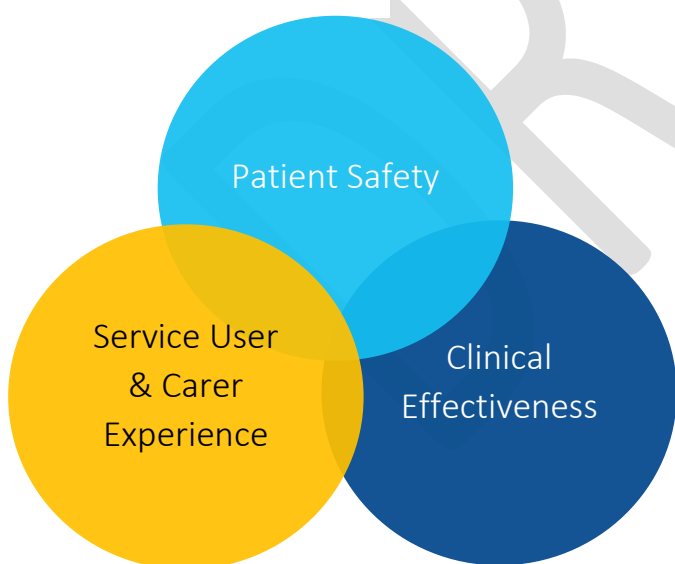 Patient Safety
Service User
& Carer
Experience
Clinical
Effectiveness